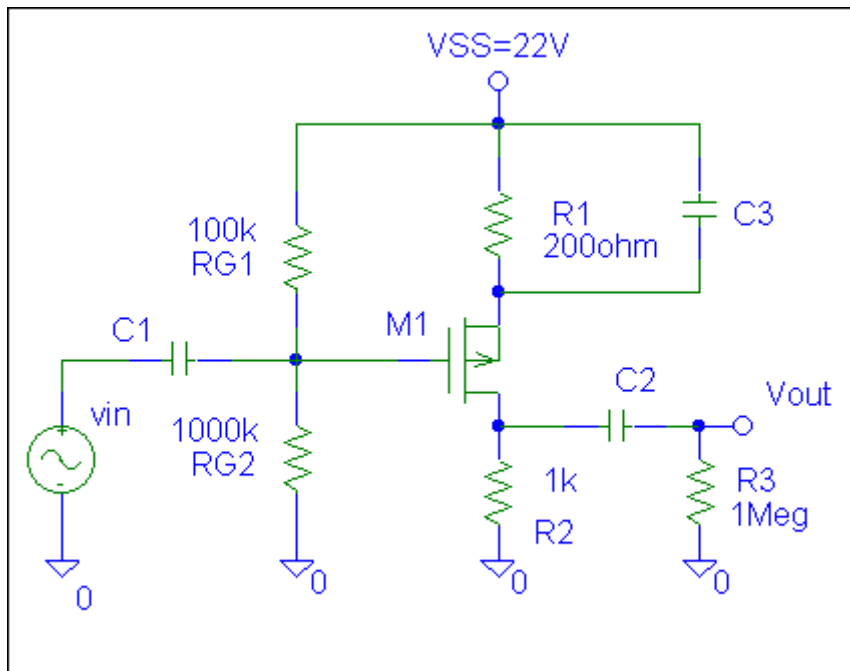 VSS=22V
100k
RG1
R1
200ohm
C3
C1
M1
C2
Vout
vin
1000k
RG2
1k
R2
R3
1Meg
0
0
0
0